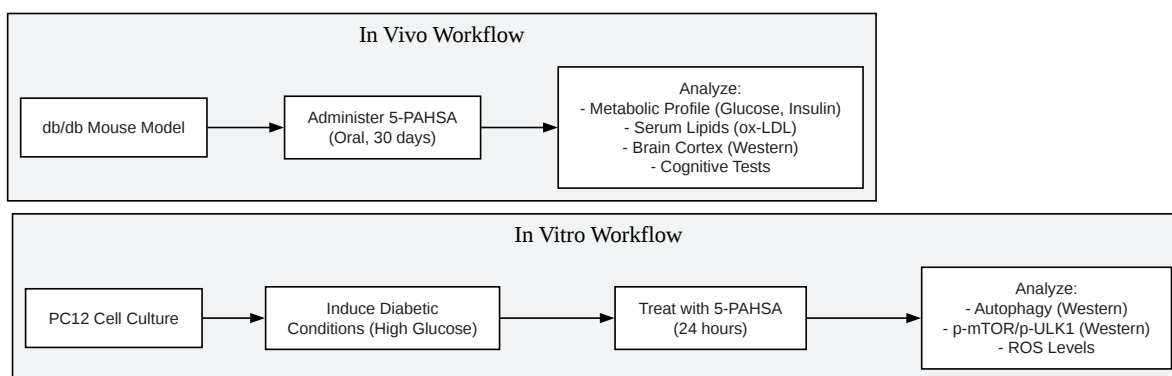 In Vivo Workflow
db/db Mouse Model
Administer 5-PAHSA
(Oral, 30 days)
Analyze:
- Metabolic Profile (Glucose, Insulin)
- Serum Lipids (ox-LDL)
- Brain Cortex (Western)
- Cognitive Tests
In Vitro Workflow
PC12 Cell Culture
Induce Diabetic
Conditions (High Glucose)
Treat with 5-PAHSA
(24 hours)
Analyze:
- Autophagy (Western)
- p-mTOR/p-ULK1 (Western)
- ROS Levels